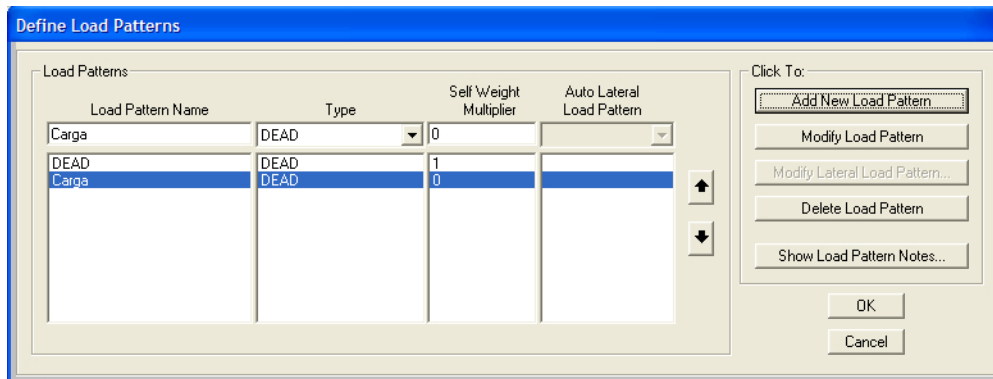 Define Load Patterns
Load Patterns
Click To:
Load Pattern Name Type Self Weight Multiplier Auto Lateral Load Pattern
Carga DEAD 0
DEAD DEAD 1
Carga DEAD 0
Add New Load Pattern
Modify Load Pattern
Modify Lateral Load Pattern...
Delete Load Pattern
Show Load Pattern Notes...
OK
Cancel